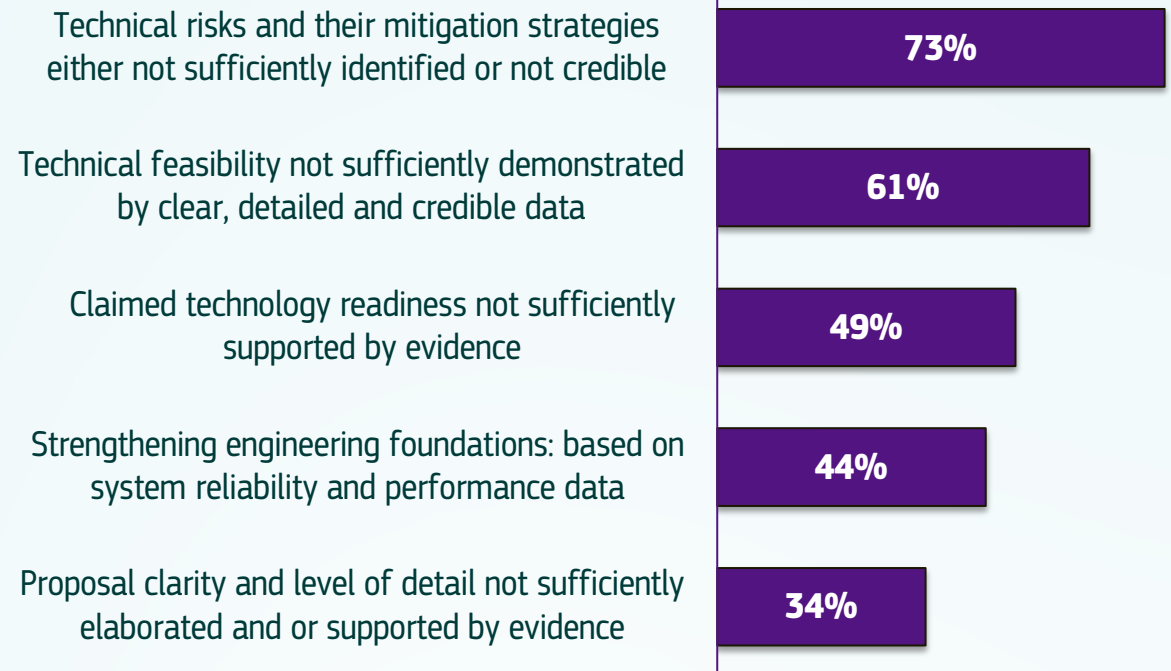 Technical risks and their mitigation strategies
either not sufficiently identified or not credible
73%
Technical feasibility not sufficiently demonstrated
by clear, detailed and credible data
61%
Claimed technology readiness not sufficiently
supported by evidence
49%
Strengthening engineering foundations: based on
system reliability and performance data
44%
Proposal clarity and level of detail not sufficiently
elaborated and or supported by evidence
34%